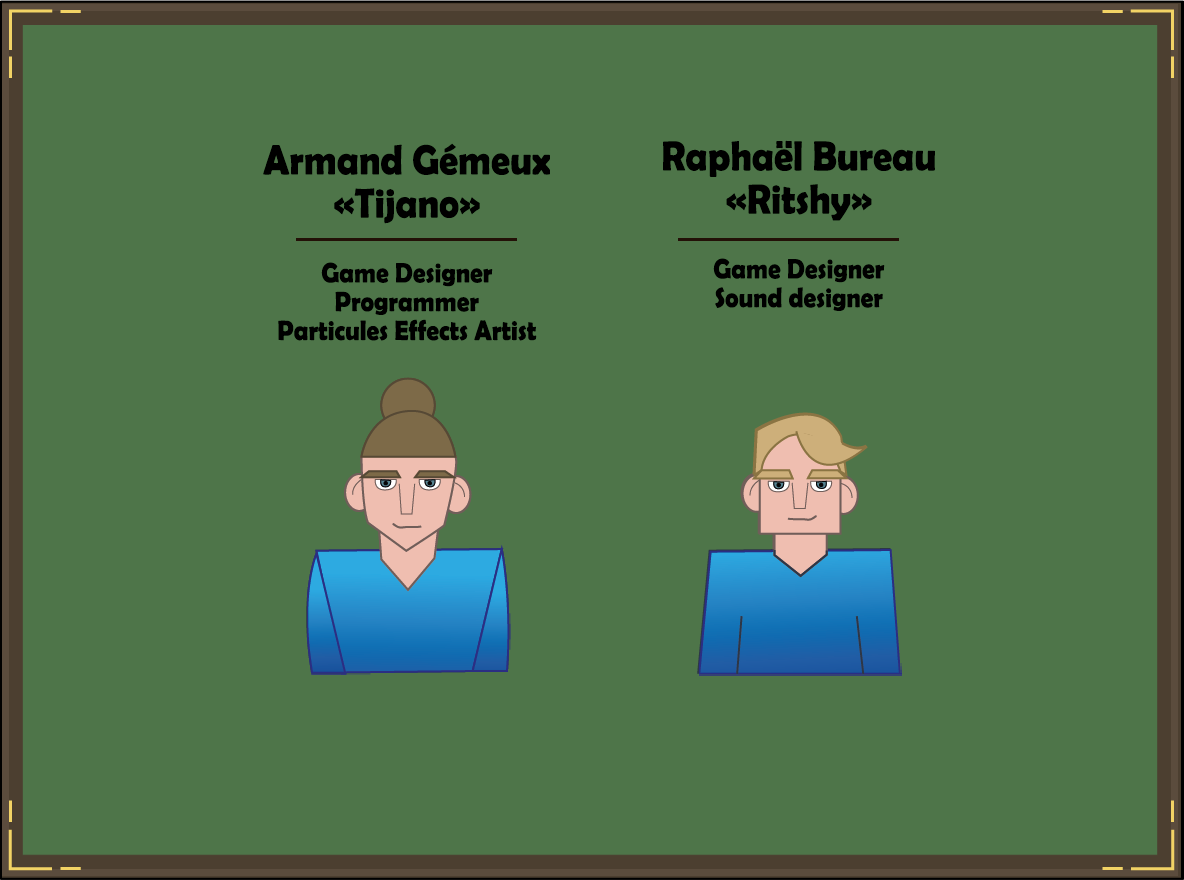 Armand Gémeux
«Tijano»
Game Designer
Programmer
Particules Effects Artist
Raphaël Bureau
«Ritshy»
Game Designer
Sound designer